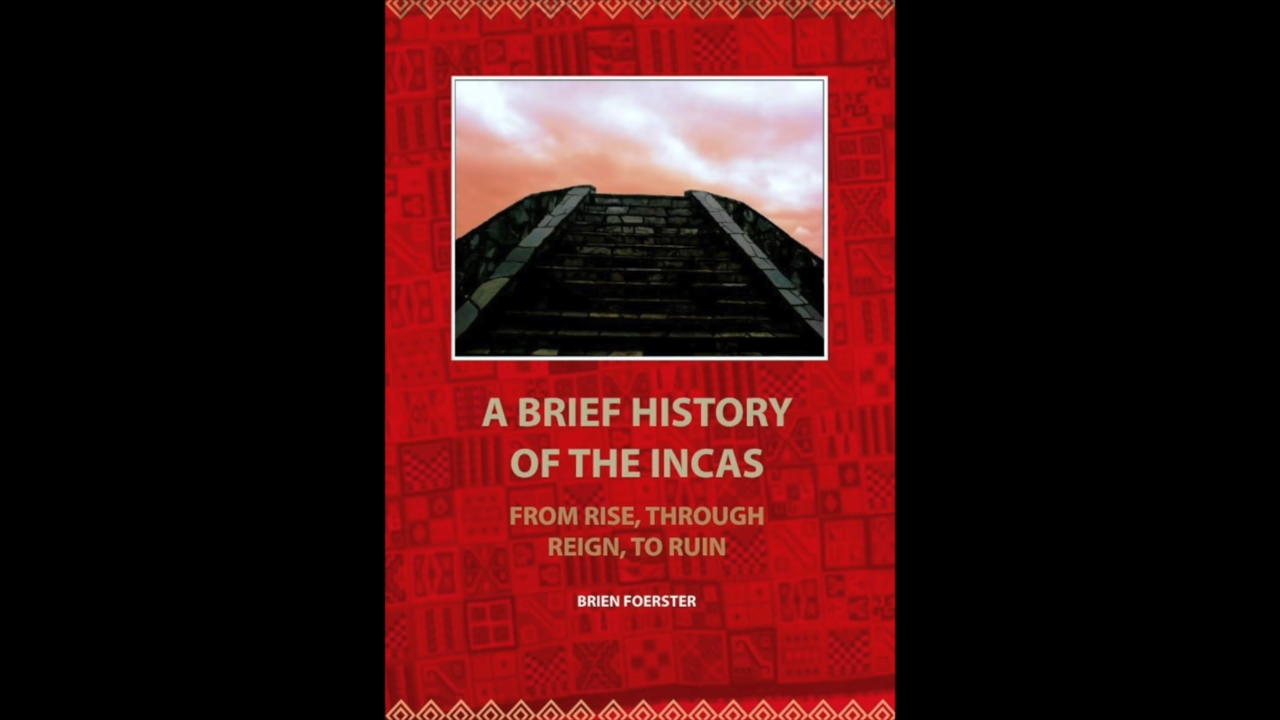 A BRIEF HISTORY
OF THE INCAS
FROM RISE, THROUGH
REIGN, TO RUIN
BRIEN FOERSTER